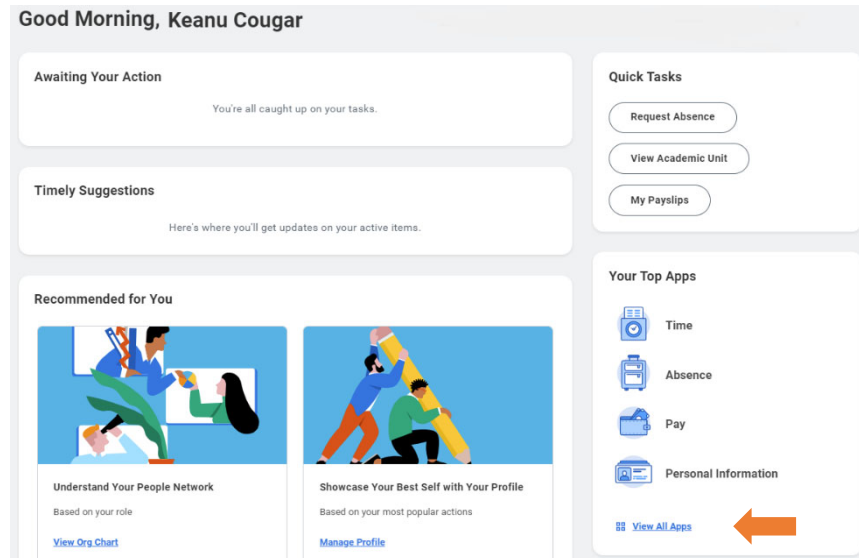 Good Morning, Keanu Cougar
Awaiting Your Action
You're all caught up on your tasks.
Timely Suggestions
Here's where you'll get updates on your active items.
Recommended for You
Understand Your People Network
Based on your role
View Org Chart
Showcase Your Best Self with Your Profile
Based on your most popular actions
Manage Profile
Quick Tasks
Request Absence
View Academic Unit
My Payslips
Your Top Apps
Time
Absence
Pay
Personal Information
View All Apps